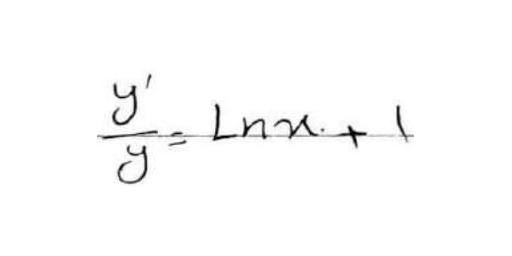 y'/y = Lnx + 1